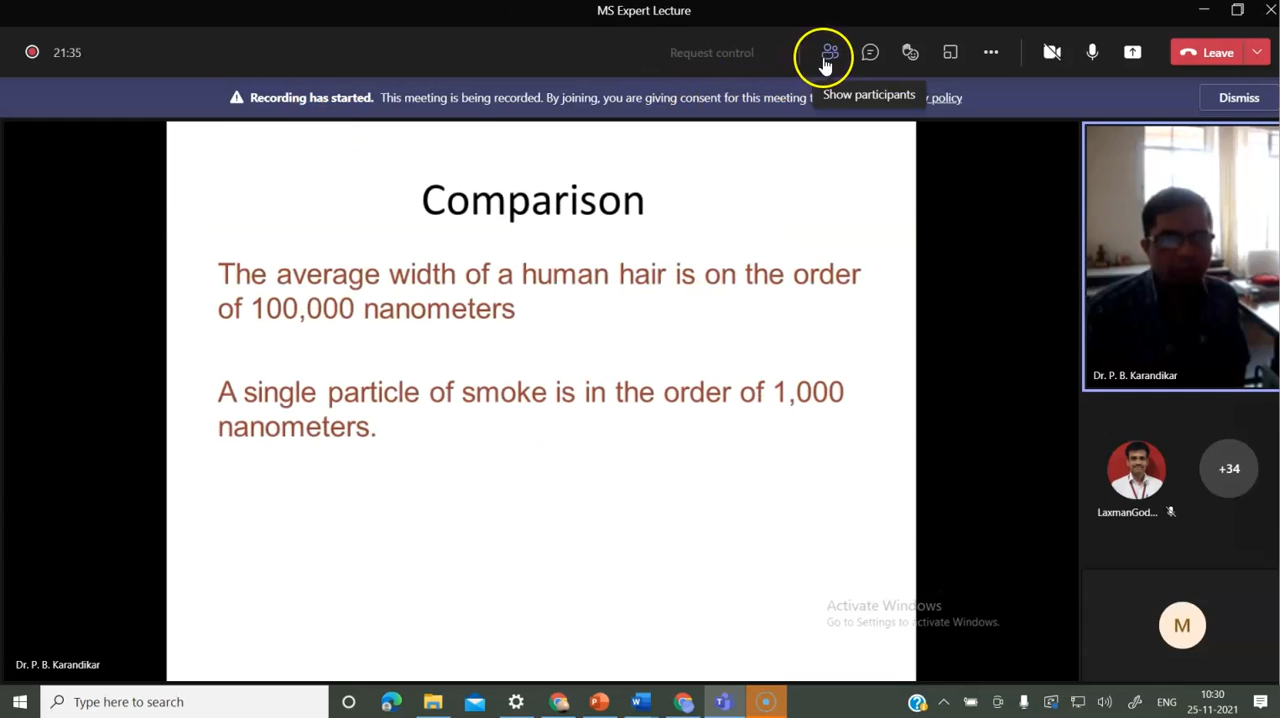 MS Expert Lecture
21:35
Request control
Leave
Recording has started. This meeting is being recorded. By joining, you are giving consent for this meeting t
Show participants
policy
Dismiss
Comparison
The average width of a human hair is on the order
of 100,000 nanometers
A single particle of smoke is in the order of 1,000
nanometers.
Dr. P. B. Karandikar
+34
LaxmanGod...
Activate Windows
Go to Settings to Activate Windows.
M
Dr. P. B. Karandikar
Type here to search
ENG
10:30
25-11-2021